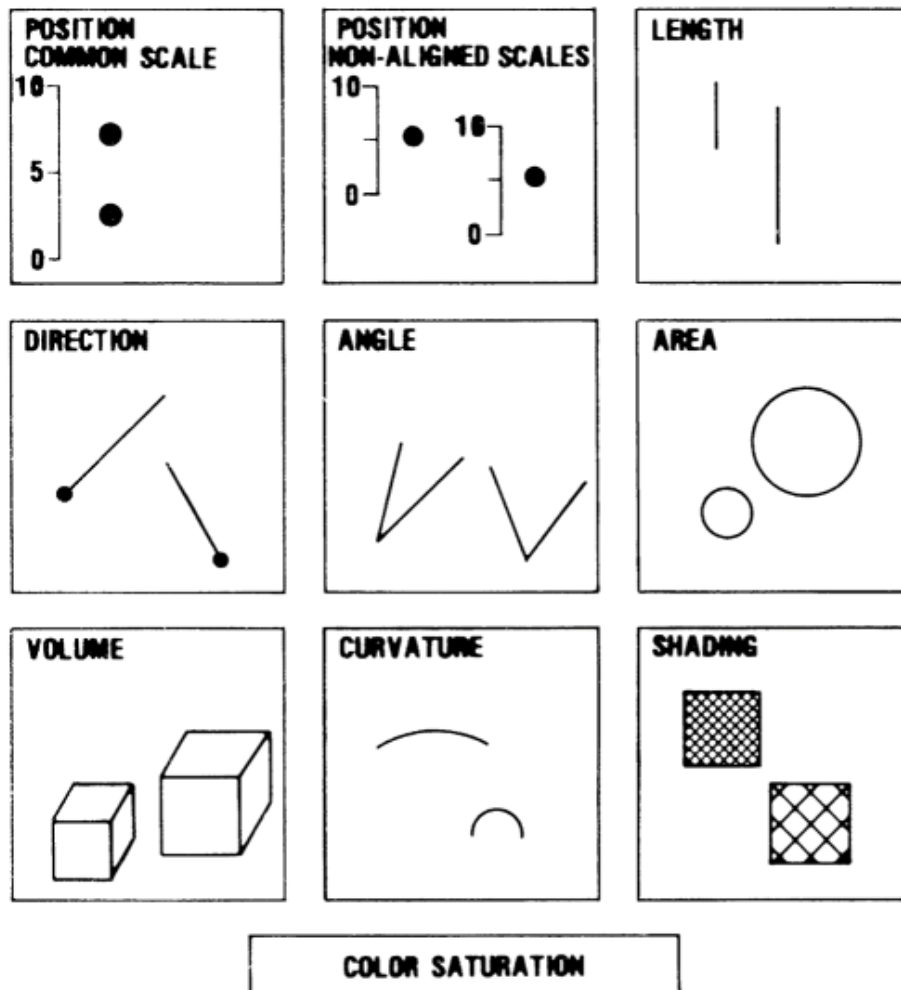 POSITION
COMMON SCALE
10
5
0
POSITION
NON-ALIGNED SCALES
10
0
10
0
LENGTH
DIRECTION
ANGLE
AREA
VOLUME
CURVATURE
SHADING
COLOR SATURATION